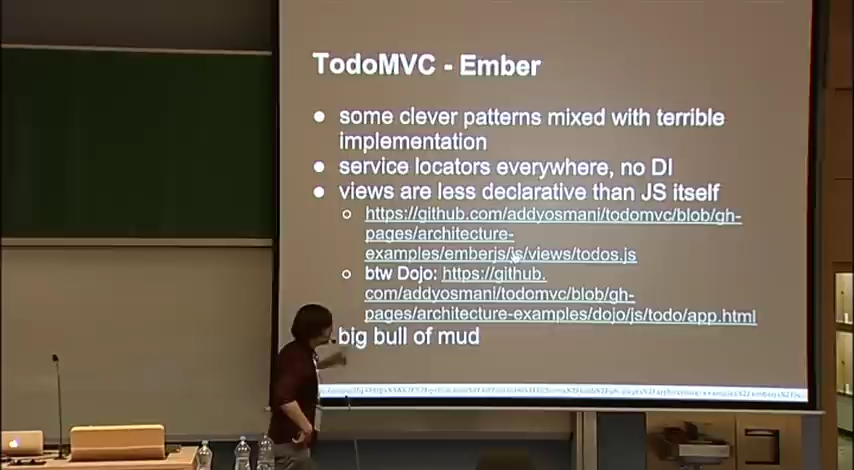 TodoMVC - Ember
some clever patterns mixed with terrible
implementation
service locators everywhere, no DI
views are less declarative than JS itself
https://github.com/addyosmani/todomvc/blob/gh-
pages/architecture-
examples/emberjs/js/views/todos.js
btw Dojo: https://github.
com/addyosmani/todomvc/blob/gh-
pages/architecture-examples/dojo/js/todo/app.html
big bull of mud